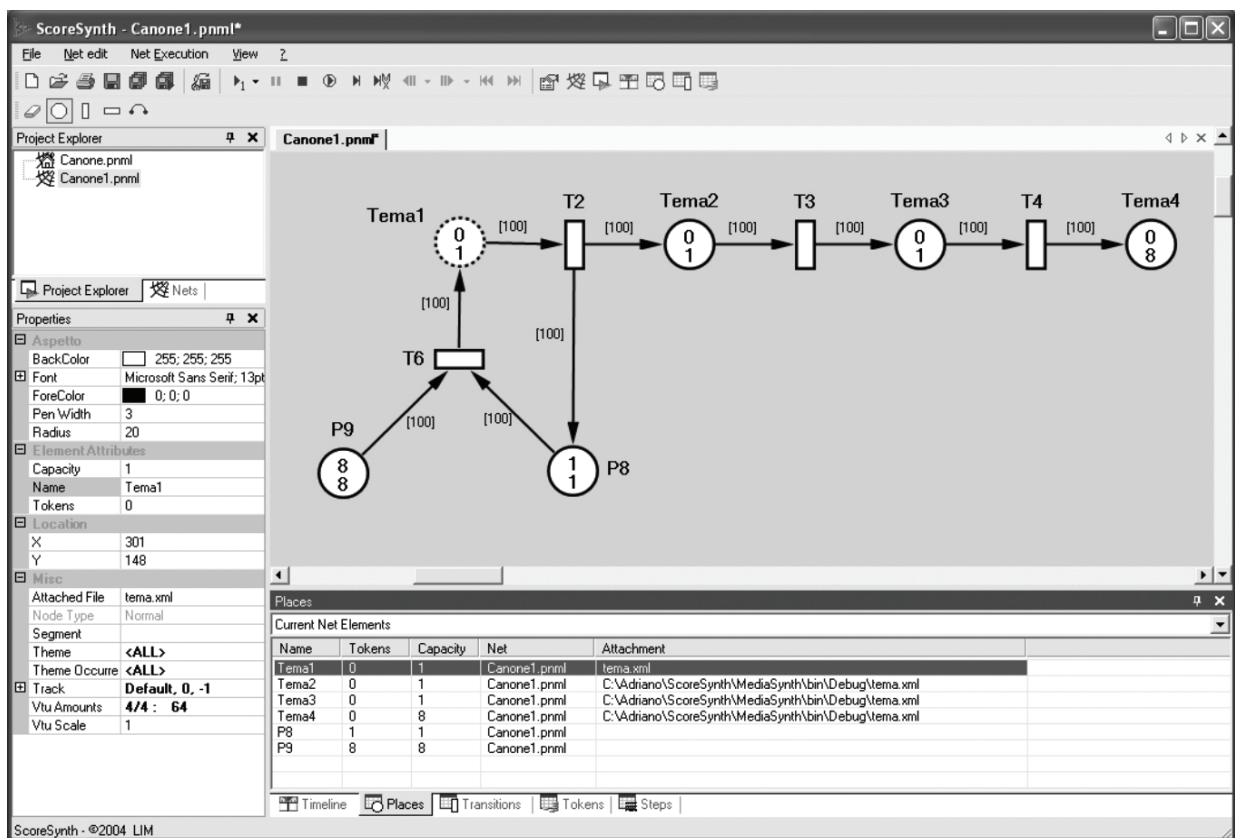 ScoreSynth - Canone1.pnml*
File Net edit Net Execution View ?
Project Explorer
Canone.pnml
Canone1.pnml
Project Explorer Nets
Properties
Aspetto
BackColor 255; 255; 255
Font Microsoft Sans Serif; 13pt
ForeColor 0; 0; 0
Pen Width 3
Radius 20
Element Attributes
Capacity 1
Name Tema1
Tokens 0
Location
X 301
Y 148
Misc
Attached File tema.xml
Node Type Normal
Segment
Theme <ALL>
Theme Occurre <ALL>
Track Default, 0, -1
Vtu Amounts 4/4 : 64
Vtu Scale 1
Canone1.pnml*
Tema1 T2 Tema2 T3 Tema3 T4 Tema4
0 1 [100] [100] 0 1 [100] [100] 0 1 [100] [100] 0 8
[100]
[100]
T6
[100] [100]
P9
8 8
1 1
P8
Places
Current Net Elements
Name Tokens Capacity Net Attachment
Tema1 0 1 Canone1.pnml tema.xml
Tema2 0 1 Canone1.pnml C:\Adriano\ScoreSynth\MediaSynth\bin\Debug\tema.xml
Tema3 0 1 Canone1.pnml C:\Adriano\ScoreSynth\MediaSynth\bin\Debug\tema.xml
Tema4 0 8 Canone1.pnml C:\Adriano\ScoreSynth\MediaSynth\bin\Debug\tema.xml
P8 1 1 Canone1.pnml
P9 8 8 Canone1.pnml
Timeline Places Transitions Tokens Steps
ScoreSynth - ©2004 LIM